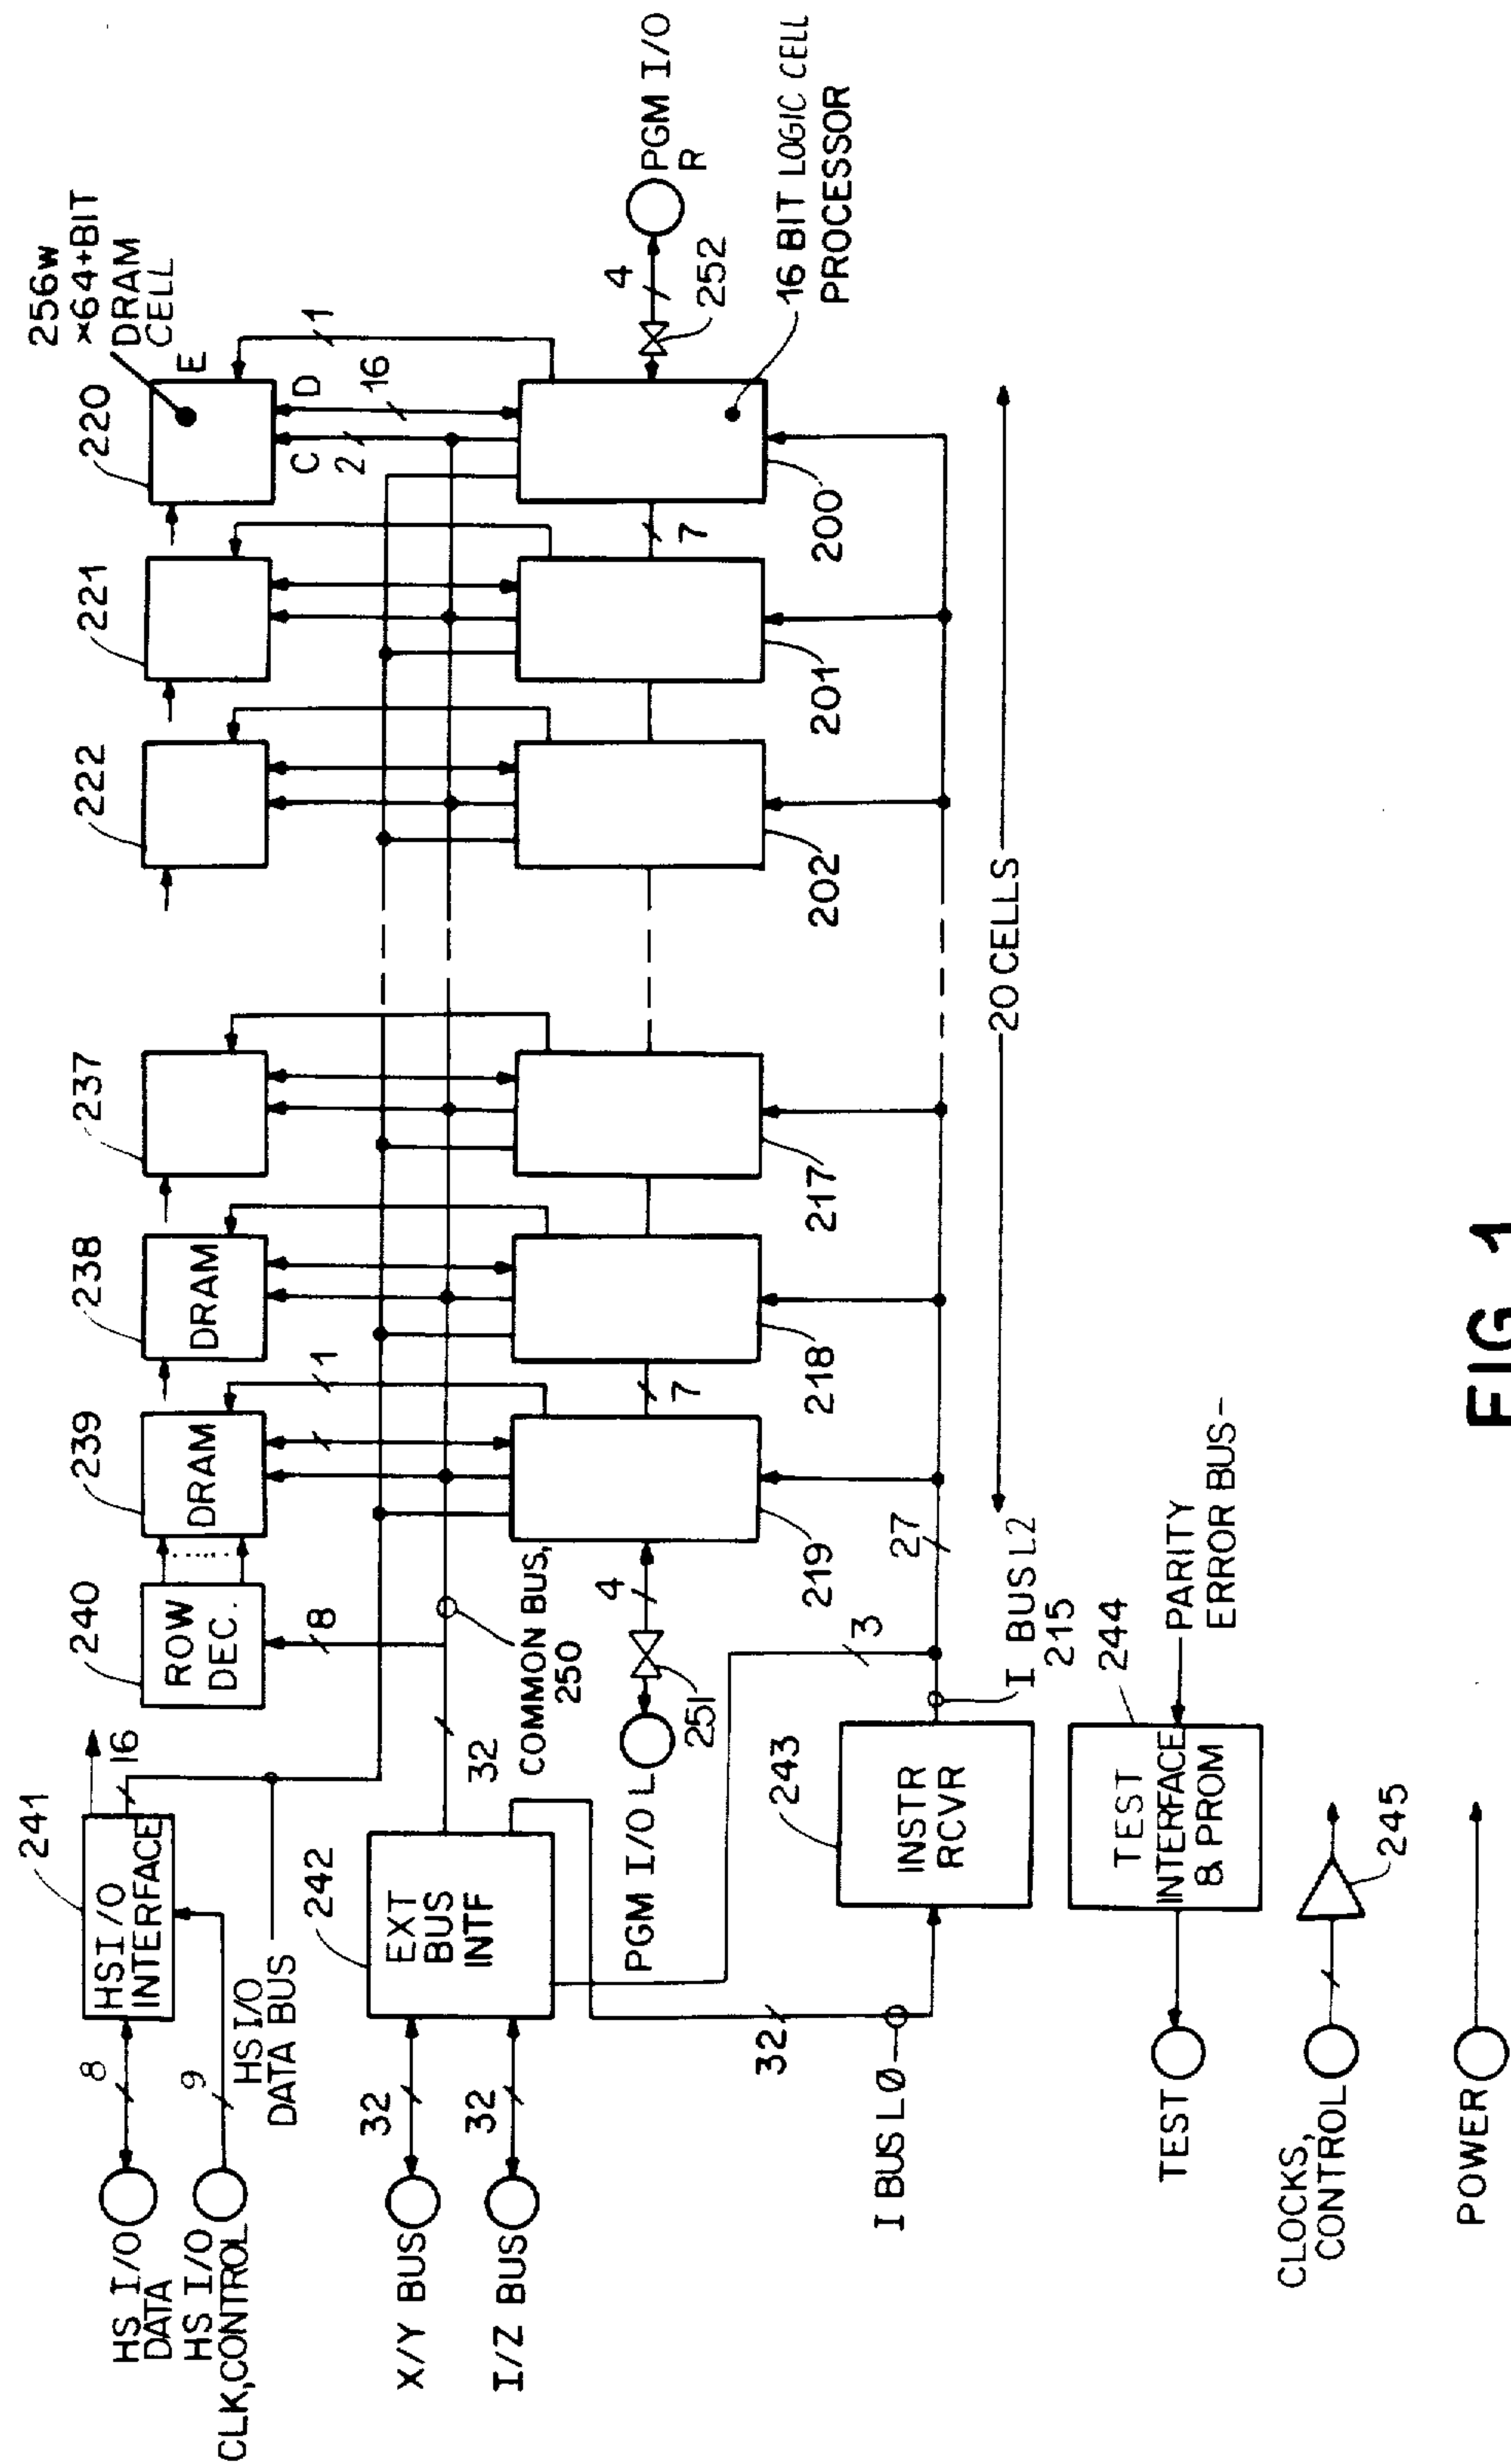 HS I/O
DATA
HS I/O
CLK, CONTROL
8
9
241
HSI/O
INTERFACE
16
HS I/O
DATA BUS
X/Y BUS
32
I/Z BUS
32
242
EXT
BUS
INTF
32
COMMON BUS,
250
8
240
ROW
DEC.
239
DRAM
1
238
DRAM
237
222
221
220
256W
×64+BIT
DRAM
CELL
E
C
D
2
16
1
PGM I/O L
251
4
219
7
218
217
202
201
7
200
4
252
PGM I/O
R
16 BIT LOGIC CELL
PROCESSOR
I BUS LØ
32
243
INSTR
RCVR
3
27
I BUS L2
215
20 CELLS
TEST
244
TEST
INTERFACE
& PROM
PARITY
ERROR BUS-
CLOCKS,
CONTROL
245
POWER
FIG. 1